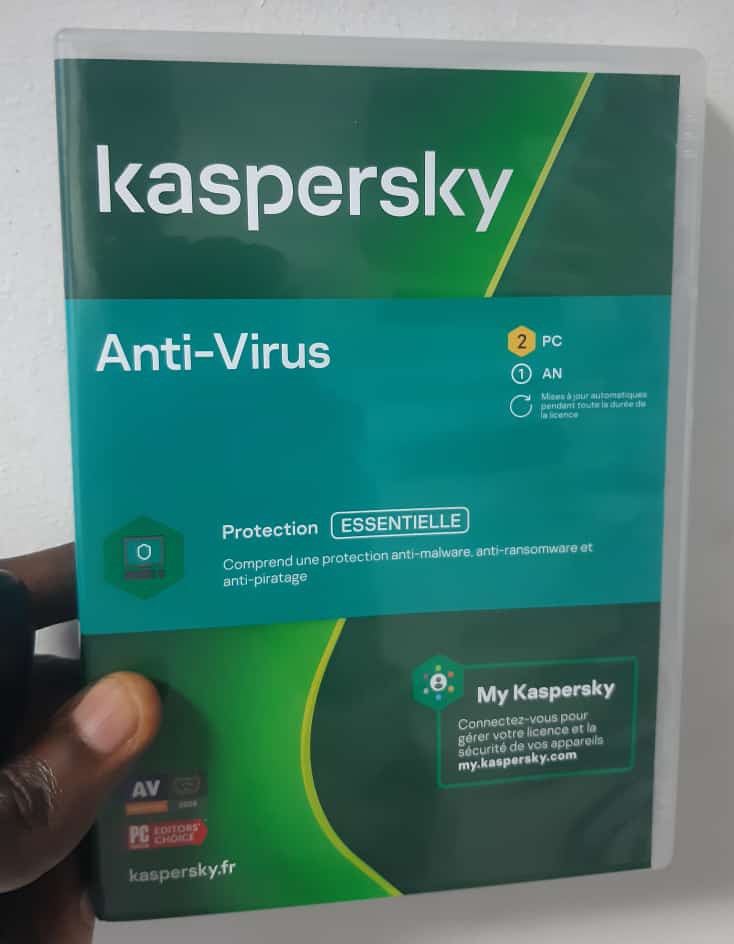 kaspersky
Anti-Virus
2 PC
1 AN
Mises à jour automatiques
pendant toute la durée de
la licence
Protection ESSENTIELLE
Comprend une protection anti-malware, anti-ransomware et
anti-piratage
My Kaspersky
Connectez-vous pour
gérer votre licence et la
sécurité de vos appareils
my.kaspersky.com
AV
PC EDITORS'
CHOICE
kaspersky.fr